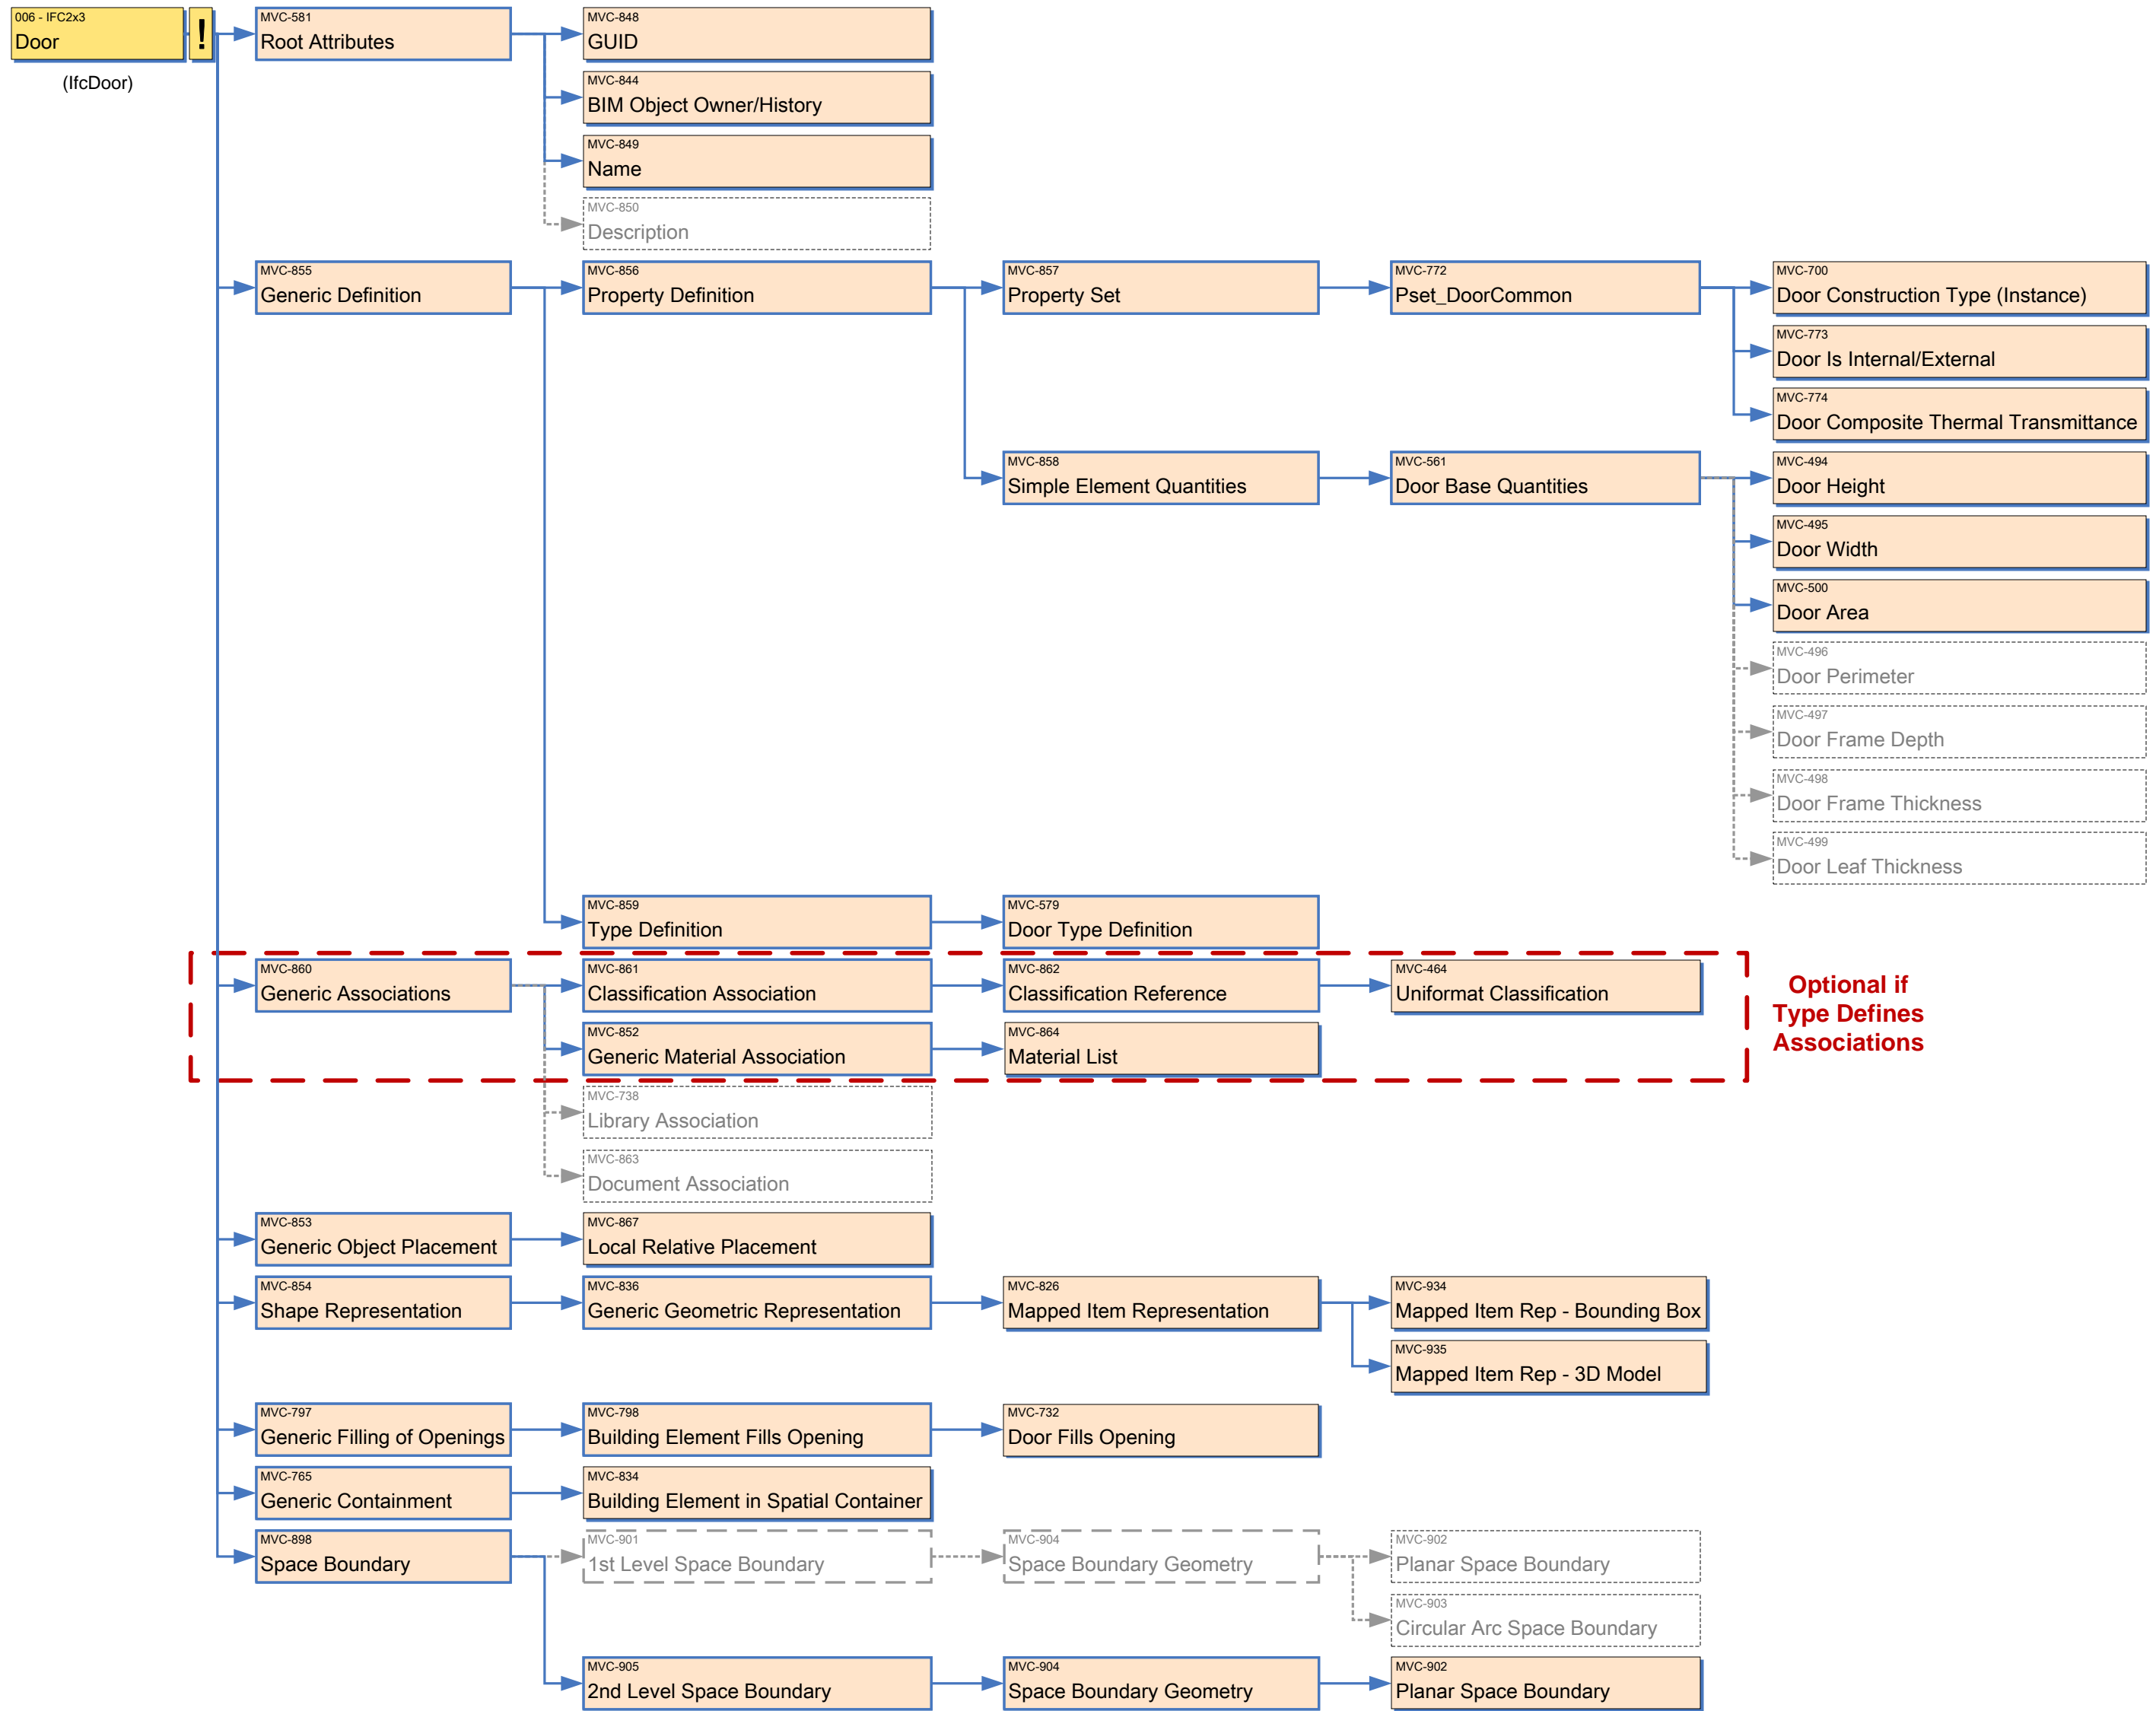 006 - IFC2x3
Door
!
(IfcDoor)
MVC-581
Root Attributes
MVC-848
GUID
MVC-844
BIM Object Owner/History
MVC-849
Name
MVC-850
Description
MVC-855
Generic Definition
MVC-856
Property Definition
MVC-857
Property Set
MVC-772
Pset_DoorCommon
MVC-700
Door Construction Type (Instance)
MVC-773
Door Is Internal/External
MVC-774
Door Composite Thermal Transmittance
MVC-858
Simple Element Quantities
MVC-561
Door Base Quantities
MVC-494
Door Height
MVC-495
Door Width
MVC-500
Door Area
MVC-496
Door Perimeter
MVC-497
Door Frame Depth
MVC-498
Door Frame Thickness
MVC-499
Door Leaf Thickness
MVC-859
Type Definition
MVC-579
Door Type Definition
MVC-860
Generic Associations
MVC-861
Classification Association
MVC-862
Classification Reference
MVC-464
Uniformat Classification
Optional if
Type Defines
Associations
MVC-852
Generic Material Association
MVC-864
Material List
MVC-738
Library Association
MVC-863
Document Association
MVC-853
Generic Object Placement
MVC-867
Local Relative Placement
MVC-854
Shape Representation
MVC-836
Generic Geometric Representation
MVC-826
Mapped Item Representation
MVC-934
Mapped Item Rep - Bounding Box
MVC-935
Mapped Item Rep - 3D Model
MVC-797
Generic Filling of Openings
MVC-798
Building Element Fills Opening
MVC-732
Door Fills Opening
MVC-765
Generic Containment
MVC-834
Building Element in Spatial Container
MVC-898
Space Boundary
MVC-901
1st Level Space Boundary
MVC-904
Space Boundary Geometry
MVC-902
Planar Space Boundary
MVC-903
Circular Arc Space Boundary
MVC-905
2nd Level Space Boundary
MVC-904
Space Boundary Geometry
MVC-902
Planar Space Boundary